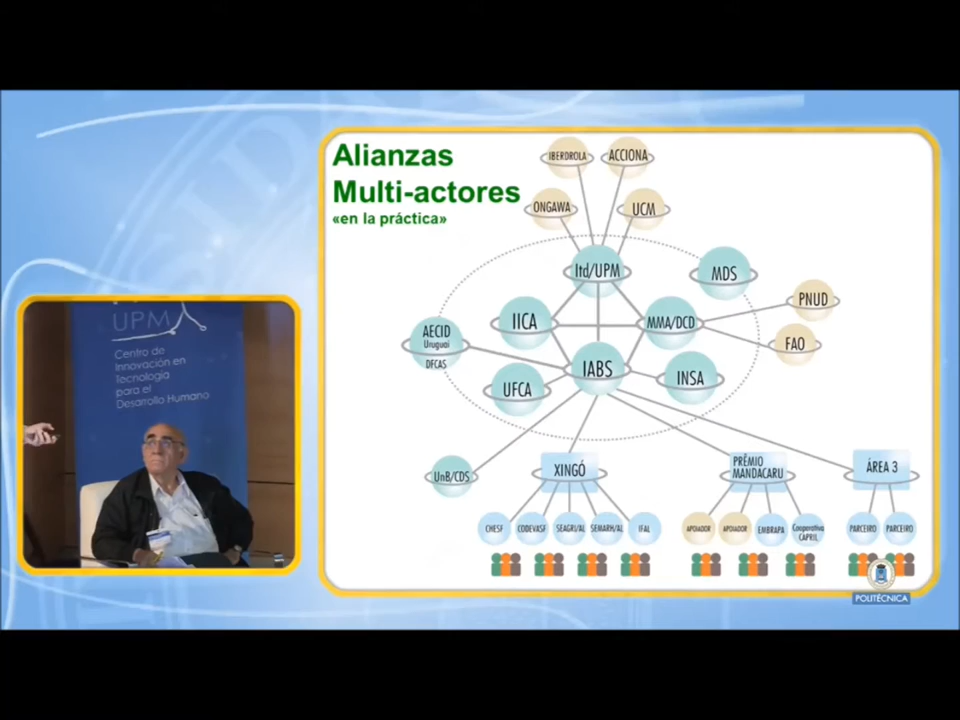 Alianzas
Multi-actores
«en la práctica»
IBERDROLA
ACCIONA
ONGAWA
UCM
Itd/UPM
MDS
PNUD
IICA
MMA/DCD
AECID
Uruguai
DFCAS
FAO
IABS
UFCA
INSA
UnB/CDS
XINGÓ
PRÊMIO
MANDACARU
ÁREA 3
CHESF
CODEVASF
SEAGRI/AL
SEMARH/AL
IFAL
APOIADOR
APOIADOR
EMBRAPA
Cooperativa
CAPRIL
PARCEIRO
PARCEIRO
POLITÉCNICA
UPM
Centro de
Innovación en
Tecnología
para el
Desarrollo Humano